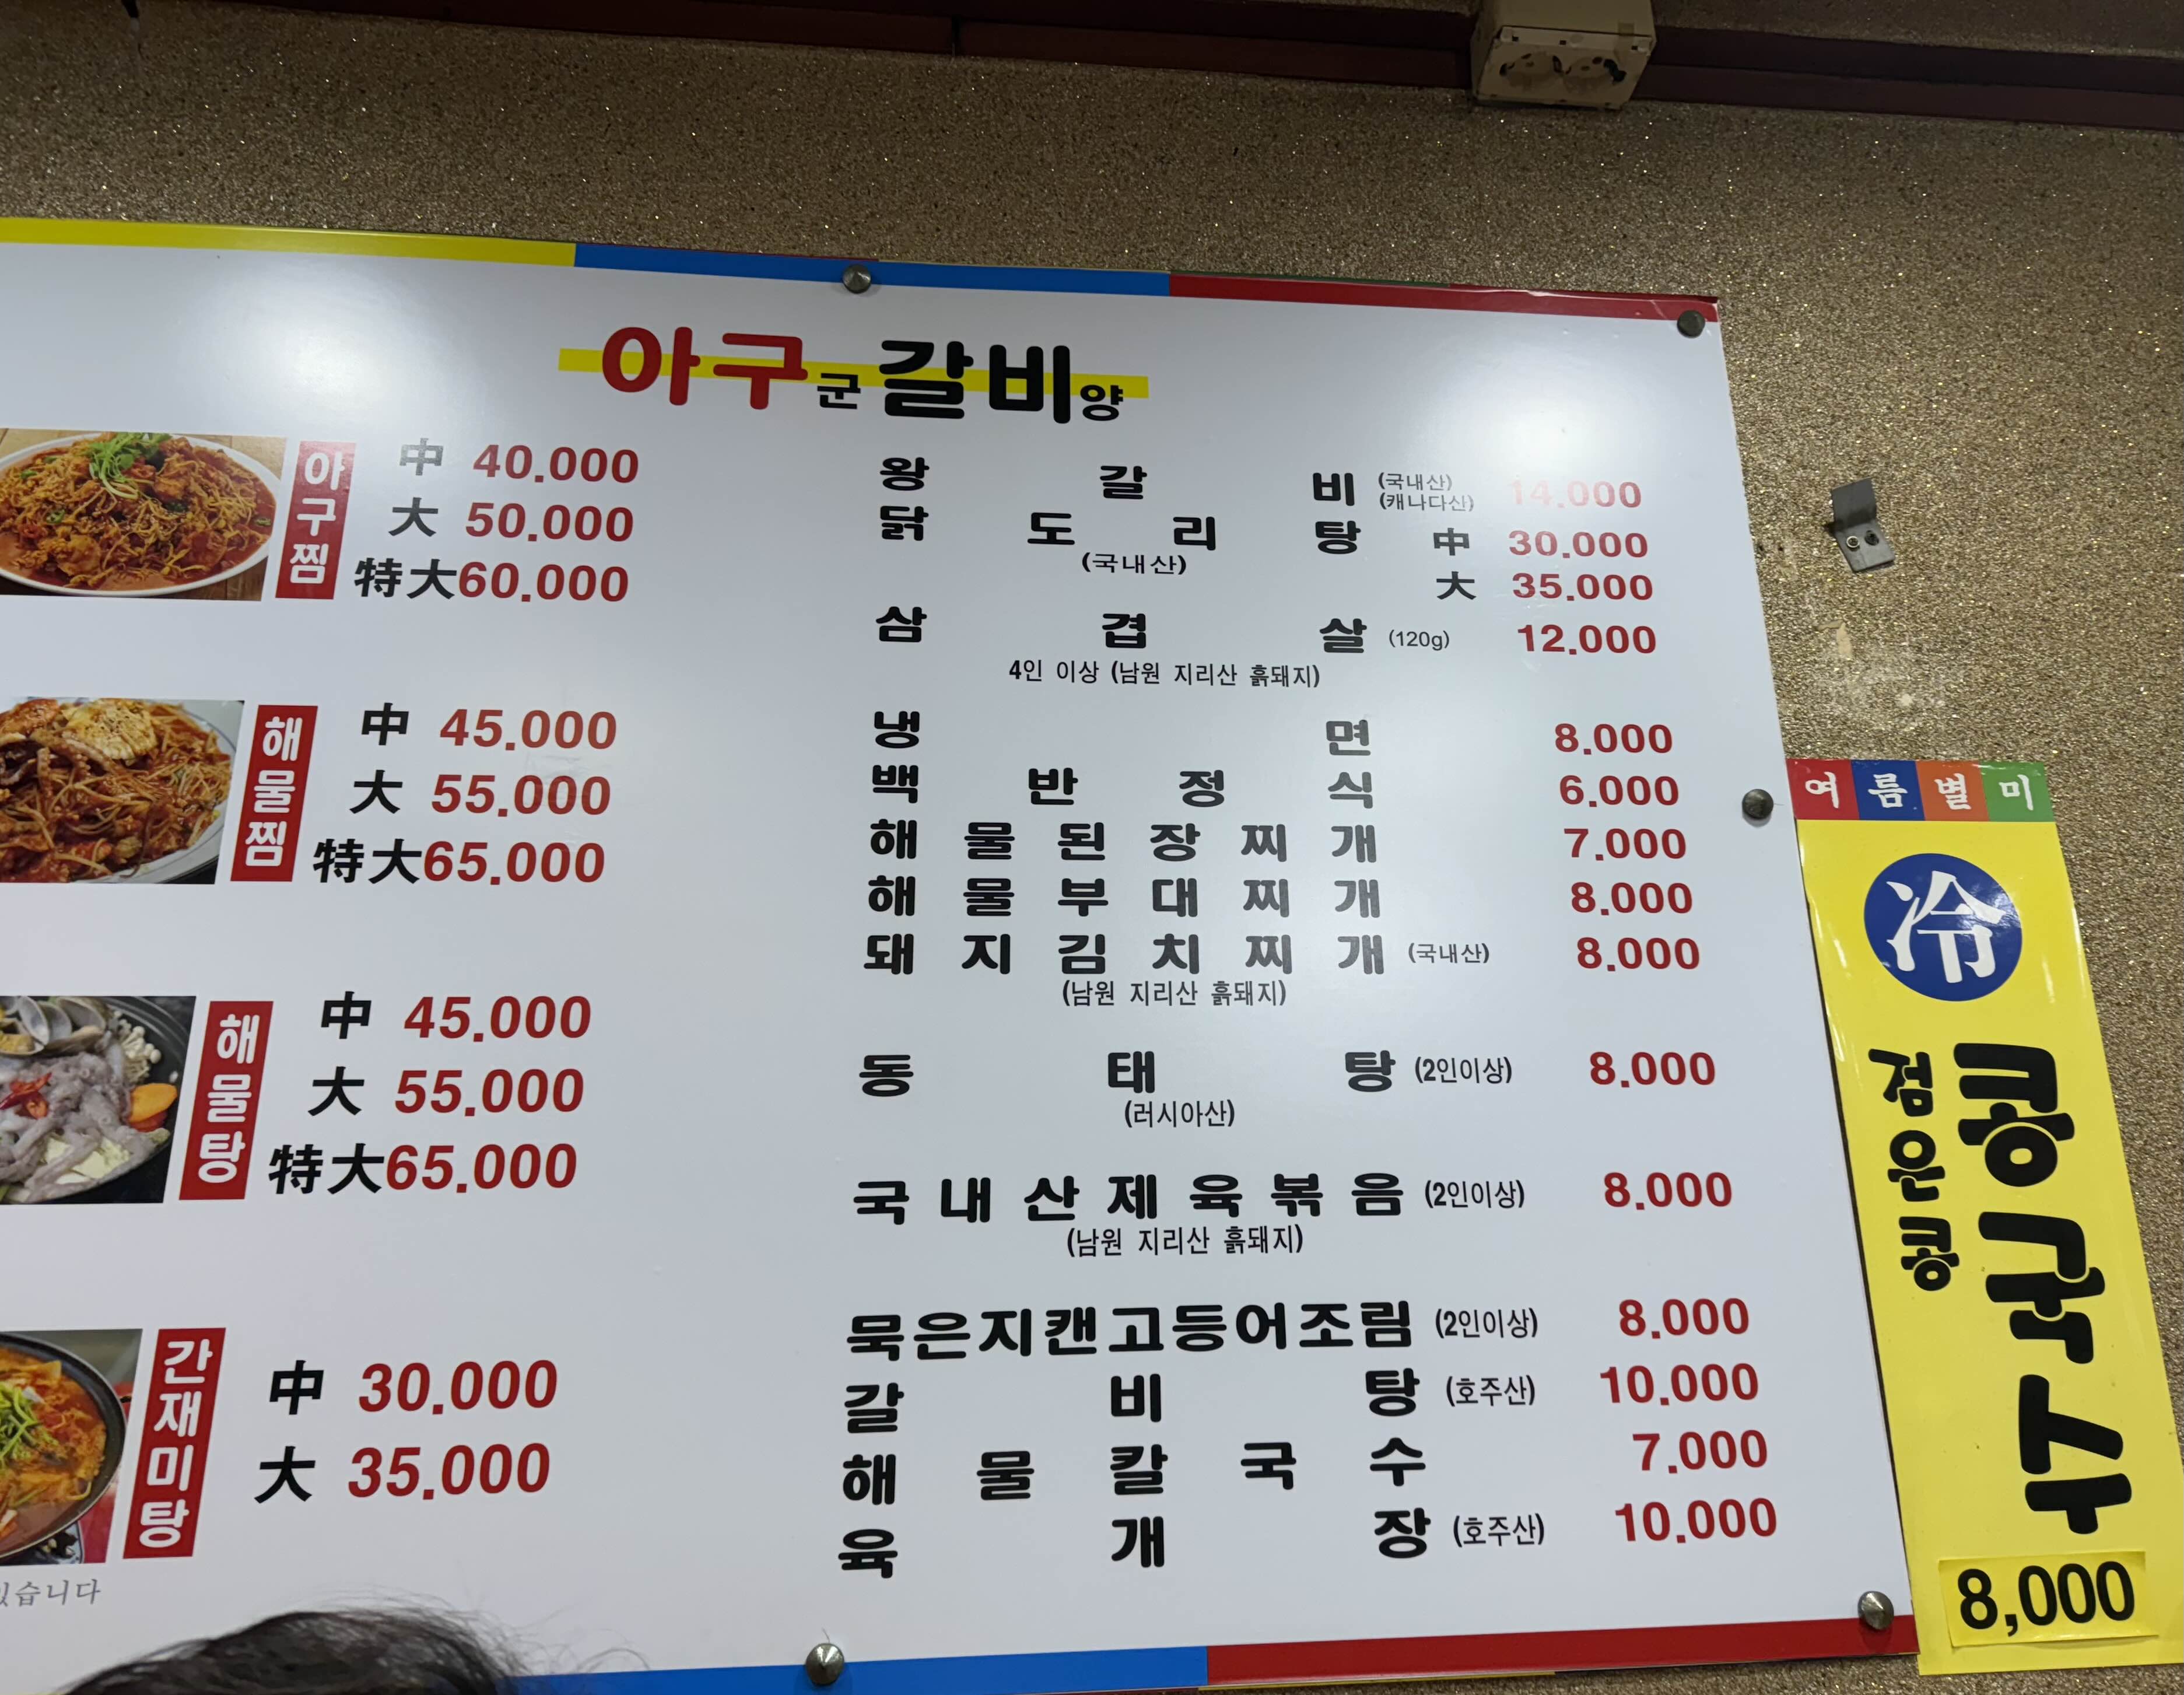 아구군 갈비양
아구찜
中 40.000
大 50.000
特大 60.000
해물찜
中 45.000
大 55.000
特大 65.000
해물탕
中 45.000
大 55.000
特大 65.000
간재미탕
中 30.000
大 35.000
있습니다
왕갈비 (국내산) (캐나다산) 14.000
닭도리탕 中 30.000
(국내산)
大 35.000
삼겹살 (120g) 12.000
4인 이상 (남원 지리산 흙돼지)
냉면 8.000
백반정식 6.000
해물된장찌개 7.000
해물부대찌개 8.000
돼지김치찌개 (국내산) 8.000
(남원 지리산 흙돼지)
동태탕 (2인이상) 8.000
(러시아산)
국내산제육볶음 (2인이상) 8.000
(남원 지리산 흙돼지)
묵은지캔고등어조림 (2인이상) 8.000
갈비탕 (호주산) 10.000
해물칼국수 7.000
육개장 (호주산) 10.000
여름별미
冷
검은콩
콩국수
8,000